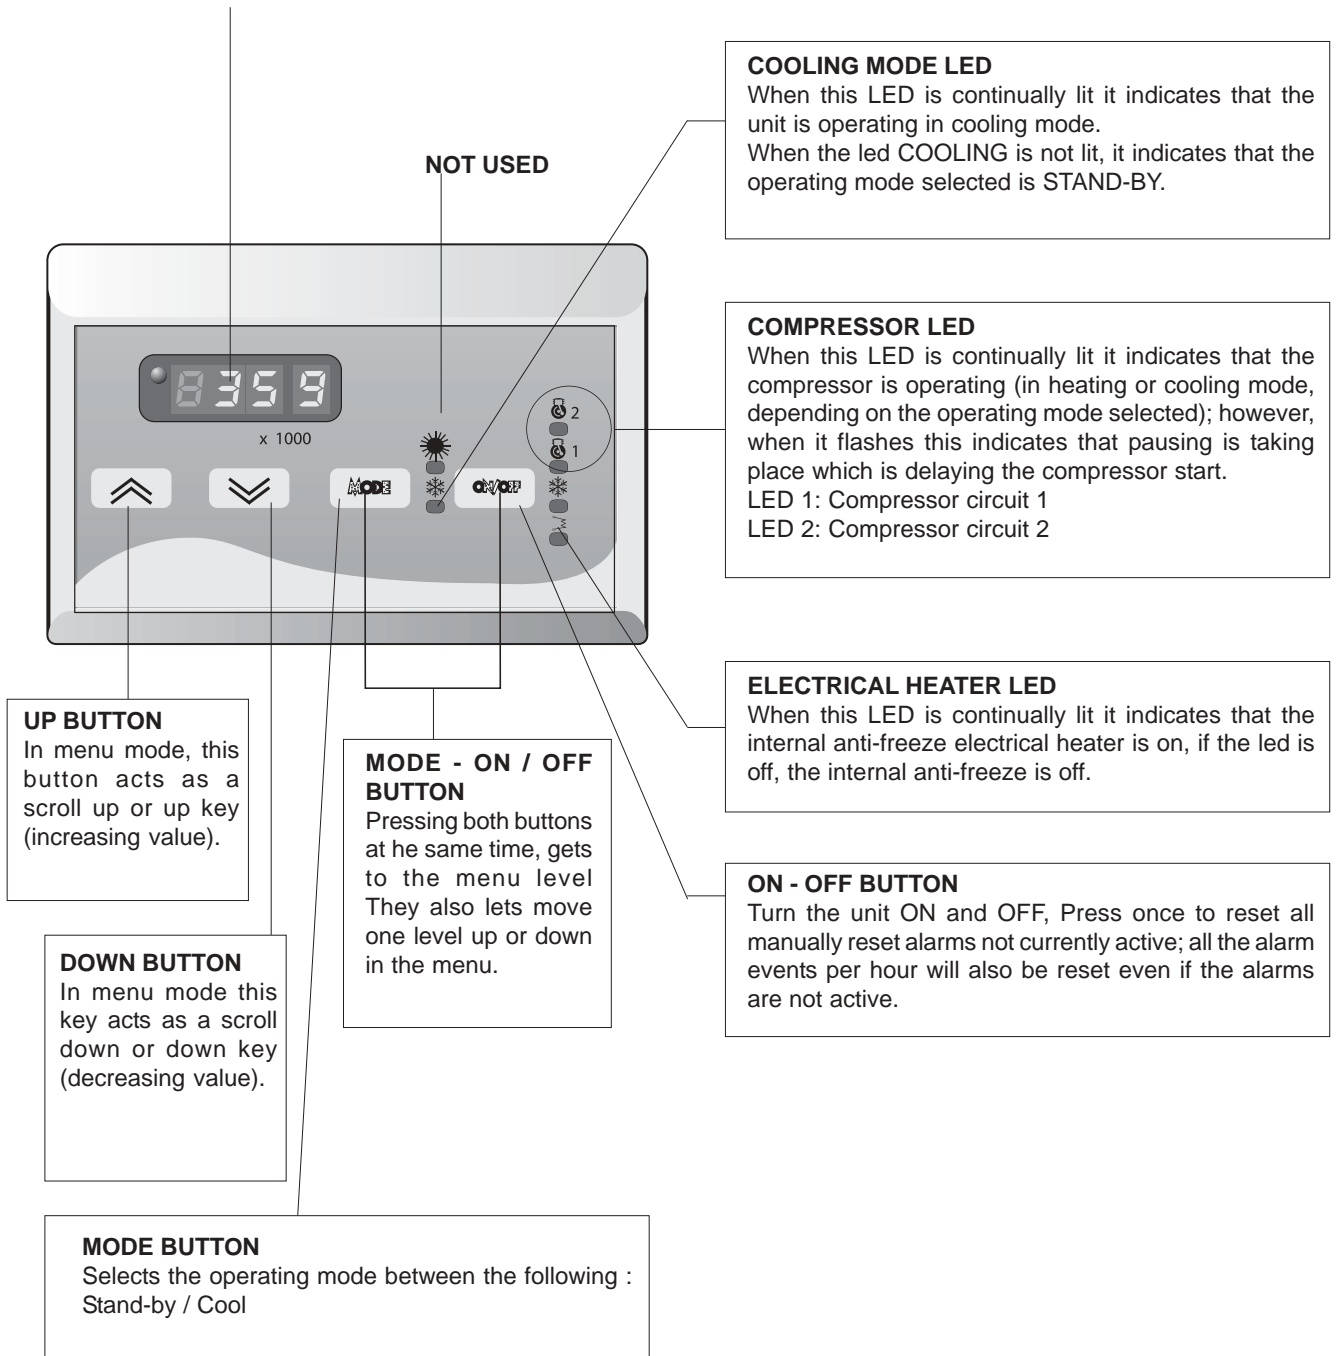 COOLING MODE LED
When this LED is continually lit it indicates that the
unit is operating in cooling mode.
When the led COOLING is not lit, it indicates that the
operating mode selected is STAND-BY.
NOT USED
COMPRESSOR LED
When this LED is continually lit it indicates that the
compressor is operating (in heating or cooling mode,
depending on the operating mode selected); however,
when it flashes this indicates that pausing is taking
place which is delaying the compressor start.
LED 1: Compressor circuit 1
LED 2: Compressor circuit 2
359
x 1000
2
1
MODE
ON/OFF
ELECTRICAL HEATER LED
When this LED is continually lit it indicates that the
internal anti-freeze electrical heater is on, if the led is
off, the internal anti-freeze is off.
UP BUTTON
In menu mode, this
button acts as a
scroll up or up key
(increasing value).
MODE - ON / OFF
BUTTON
Pressing both buttons
at he same time, gets
to the menu level
They also lets move
one level up or down
in the menu.
ON - OFF BUTTON
Turn the unit ON and OFF, Press once to reset all
manually reset alarms not currently active; all the alarm
events per hour will also be reset even if the alarms
are not active.
DOWN BUTTON
In menu mode this
key acts as a scroll
down or down key
(decreasing value).
MODE BUTTON
Selects the operating mode between the following :
Stand-by / Cool